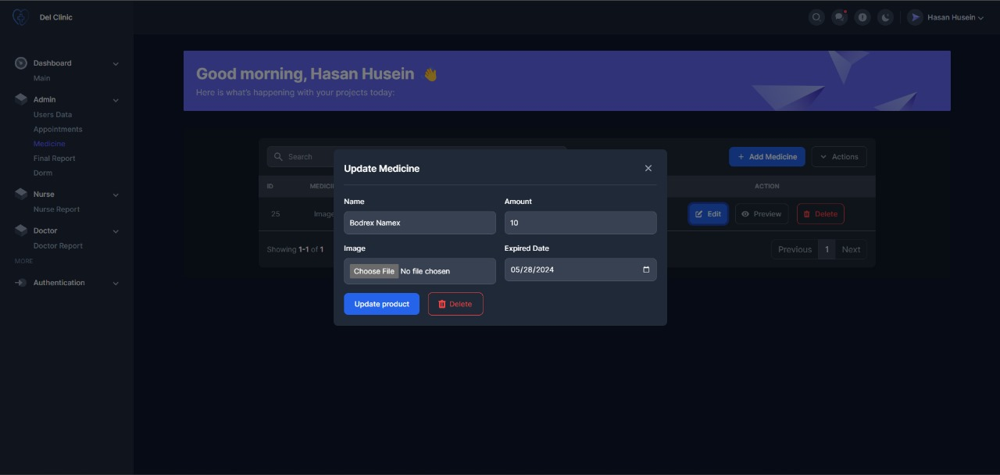 Del Clinic
Hasan Husein
Dashboard
Main
Admin
Users Data
Appointments
Medicine
Final Report
Dorm
Nurse
Nurse Report
Doctor
Doctor Report
MORE
Authentication
Good morning, Hasan Husein 👋
Here is what's happening with your projects today:
Search
+ Add Medicine
Actions
ID
ACTION
25
Image
Edit
Preview
Delete
Showing 1-1 of 1
Previous 1 Next
Update Medicine
Name
Amount
Bodrex Namex
10
Image
Expired Date
Choose File No file chosen
05/28/2024
Update product
Delete